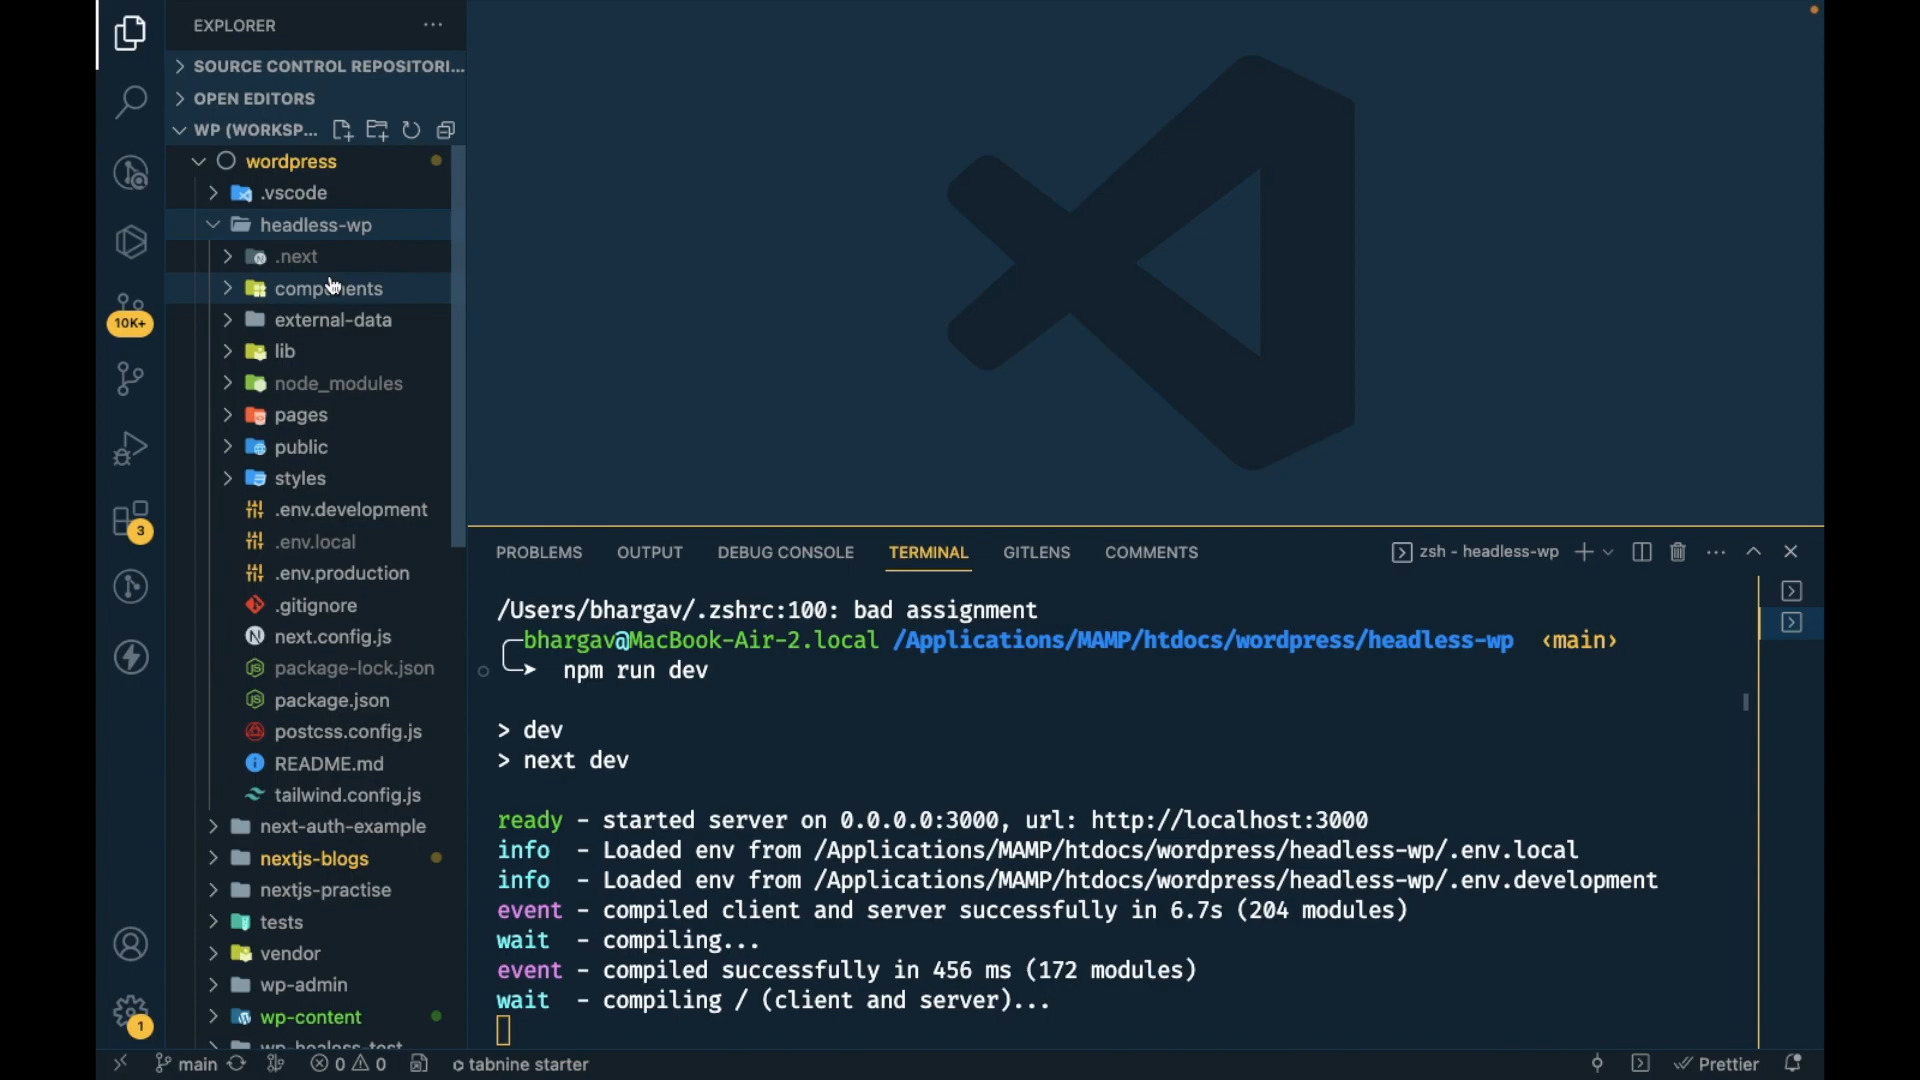 EXPLORER
SOURCE CONTROL REPOSITORI...
OPEN EDITORS
WP (WORKSP...
wordpress
.vscode
headless-wp
.next
components
external-data
lib
node_modules
pages
public
styles
.env.development
.env.local
.env.production
.gitignore
next.config.js
package-lock.json
package.json
postcss.config.js
README.md
tailwind.config.js
next-auth-example
nextjs-blogs
nextjs-practise
tests
vendor
wp-admin
wp-content
10K+
3
1
PROBLEMS OUTPUT DEBUG CONSOLE TERMINAL GITLENS COMMENTS zsh - headless-wp
/Users/bhargav/.zshrc:100: bad assignment
bhargav@MacBook-Air-2.local /Applications/MAMP/htdocs/wordpress/headless-wp ‹main›
npm run dev
> dev
> next dev
ready - started server on 0.0.0.0:3000, url: http://localhost:3000
info - Loaded env from /Applications/MAMP/htdocs/wordpress/headless-wp/.env.local
info - Loaded env from /Applications/MAMP/htdocs/wordpress/headless-wp/.env.development
event - compiled client and server successfully in 6.7s (204 modules)
wait - compiling...
event - compiled successfully in 456 ms (172 modules)
wait - compiling / (client and server)...
main 0 0 tabnine starter Prettier